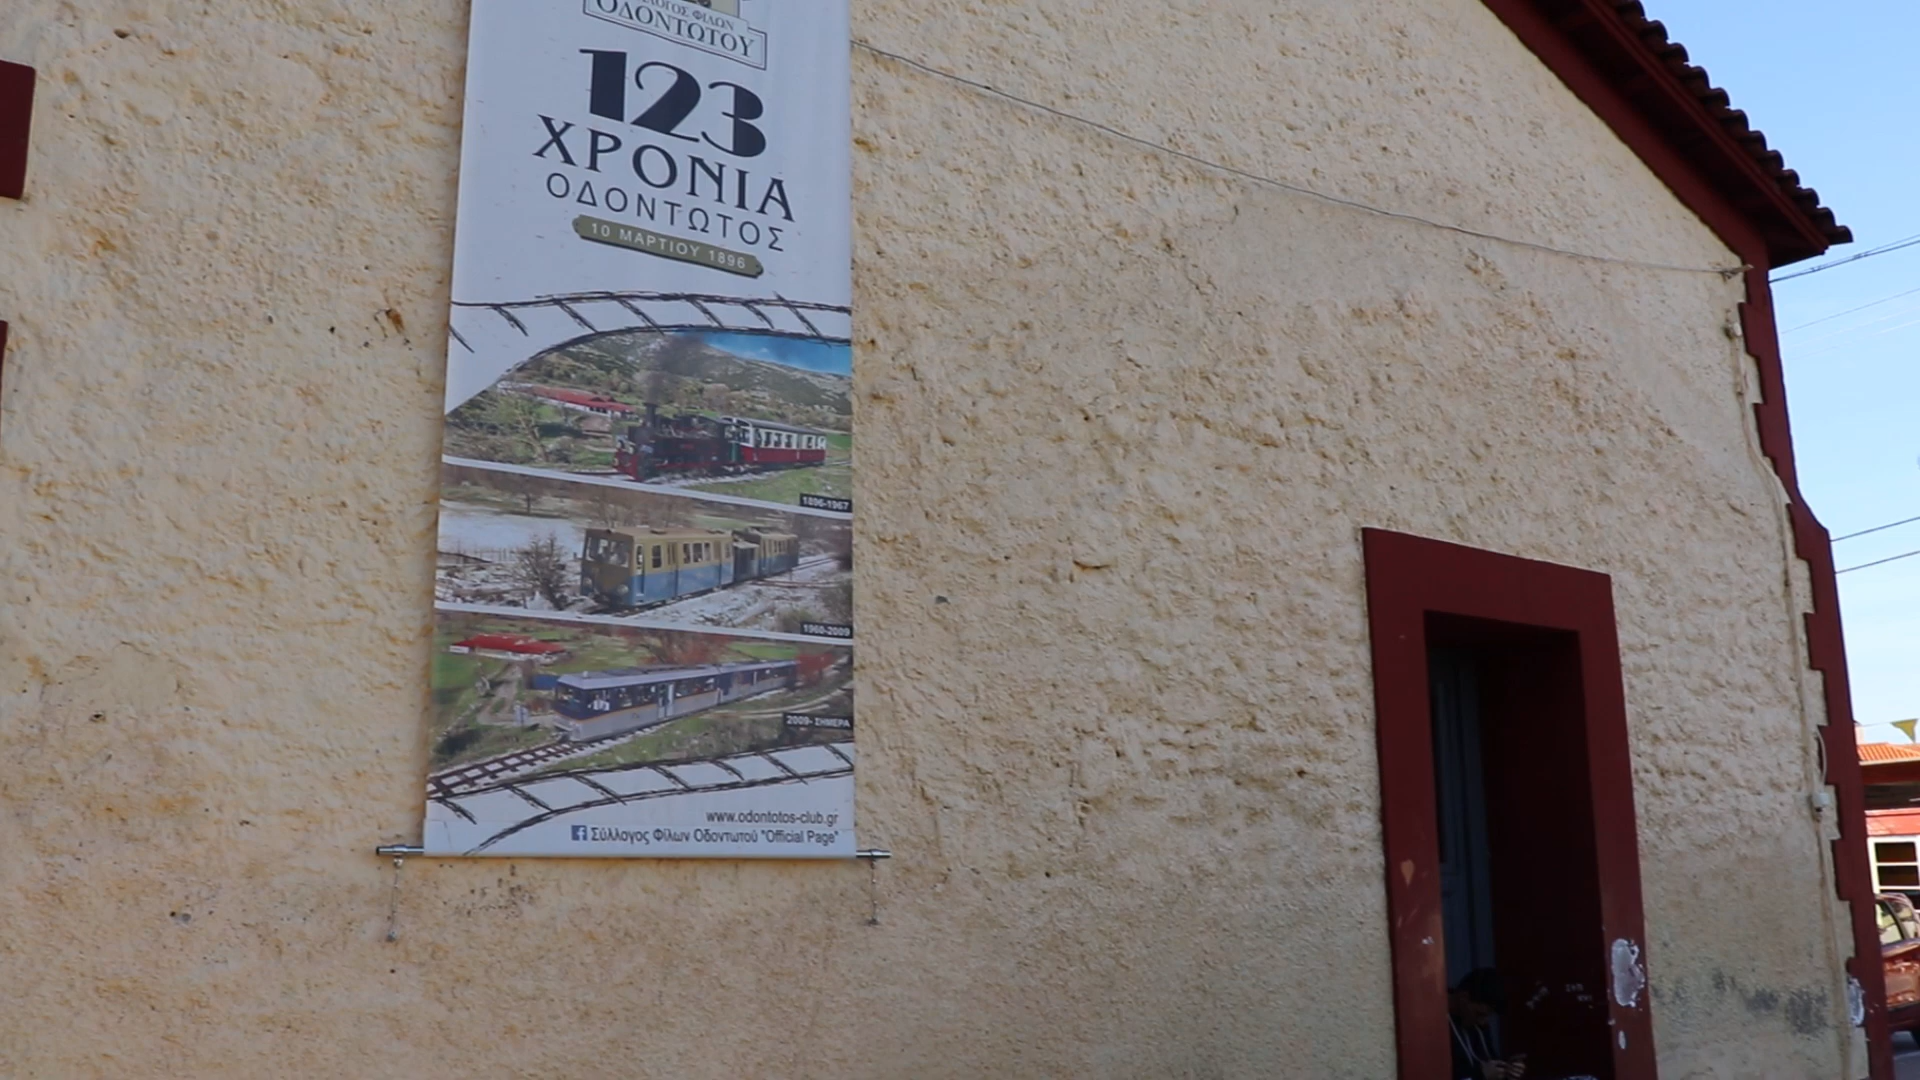 ΦΙΛΩΝ
ΟΔΟΝΤΩΤΟΥ
123
ΧΡΟΝΙΑ
ΟΔΟΝΤΩΤΟΣ
10 ΜΑΡΤΙΟΥ 1896
1896-1967
1960-2009
2009- ΣΗΜΕΡΑ
www.odontotos-club.gr
Σύλλογος Φίλων Οδοντωτού "Official Page"